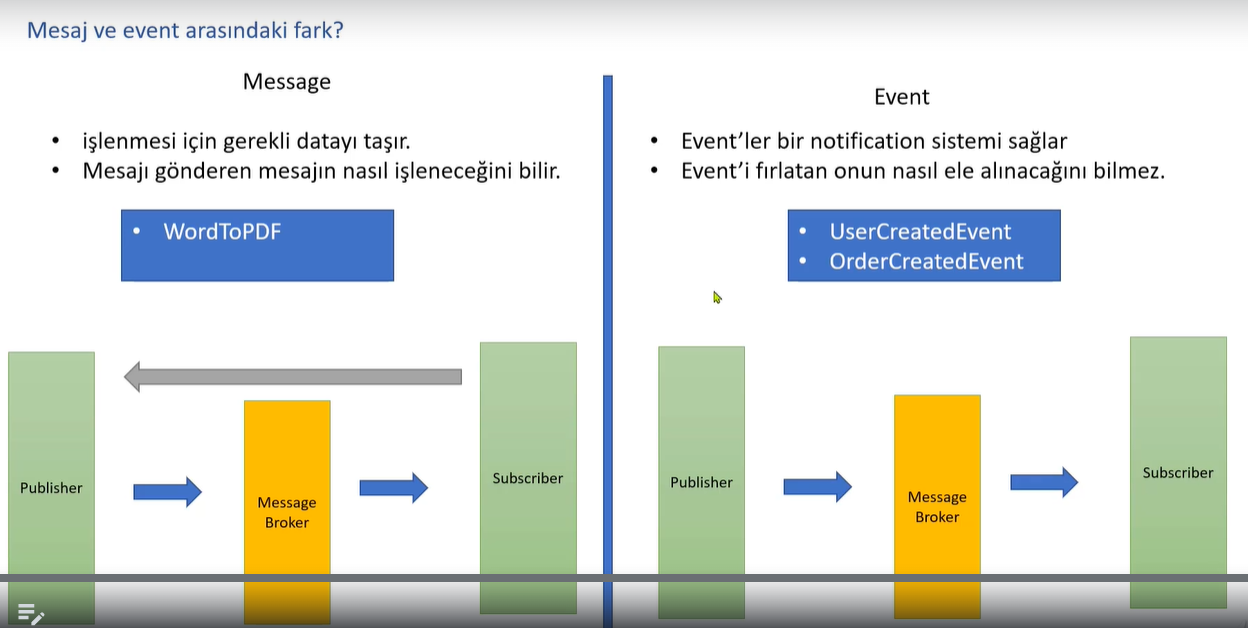 Mesaj ve event arasındaki fark?
Message
• işlenmesi için gerekli datayı taşır.
• Mesajı gönderen mesajın nasıl işleneceğini bilir.
• WordToPDF
Publisher
Message
Broker
Subscriber
Event
• Event’ler bir notification sistemi sağlar
• Event’i fırlatan onun nasıl ele alınacağını bilmez.
• UserCreatedEvent
• OrderCreatedEvent
Publisher
Message
Broker
Subscriber